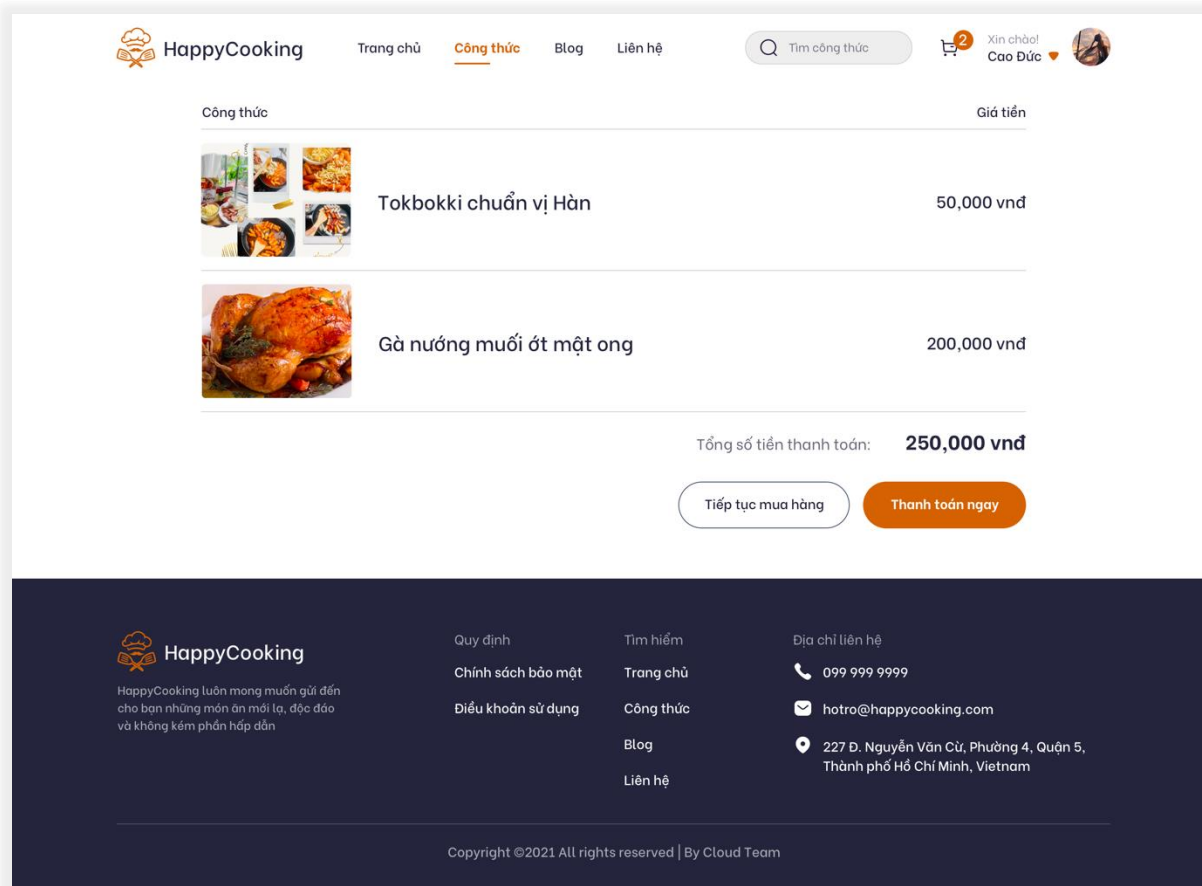 HappyCooking
Trang chủ
Công thức
Blog
Liên hệ
Tìm công thức
2
Xin chào!
Cao Đức
Công thức
Giá tiền
Tokbokki chuẩn vị Hàn
50,000 vnđ
Gà nướng muối ớt mật ong
200,000 vnđ
Tổng số tiền thanh toán:
250,000 vnđ
Tiếp tục mua hàng
Thanh toán ngay
HappyCooking
HappyCooking luôn mong muốn gửi đến
cho bạn những món ăn mới lạ, độc đáo
và không kém phần hấp dẫn
Quy định
Chính sách bảo mật
Điều khoản sử dụng
Tìm hiểm
Trang chủ
Công thức
Blog
Liên hệ
Địa chỉ liên hệ
099 999 9999
hotro@happycooking.com
227 Đ. Nguyễn Văn Cừ, Phường 4, Quận 5,
Thành phố Hồ Chí Minh, Vietnam
Copyright ©2021 All rights reserved | By Cloud Team